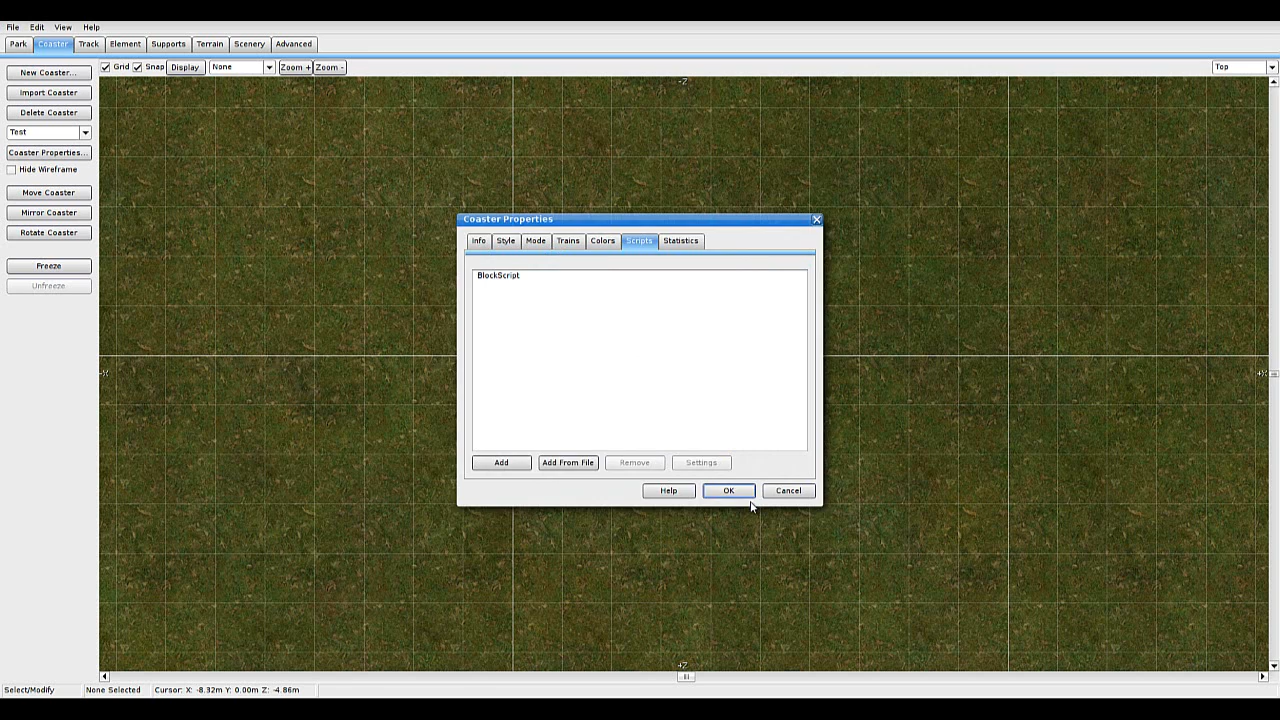 File Edit View Help
Park Coaster Track Element Supports Terrain Scenery Advanced
New Coaster... Grid Snap Display None Zoom + Zoom - Top
-Z
Import Coaster
Delete Coaster
Test
Coaster Properties...
Hide Wireframe
Move Coaster
Mirror Coaster
Rotate Coaster
Freeze
Unfreeze
Coaster Properties
Info Style Mode Trains Colors Scripts Statistics
BlockScript
-X +X
Add Add From File Remove Settings
Help OK Cancel
+Z
Select/Modify None Selected Cursor: X: -8.32m Y: 0.00m Z: -4.86m